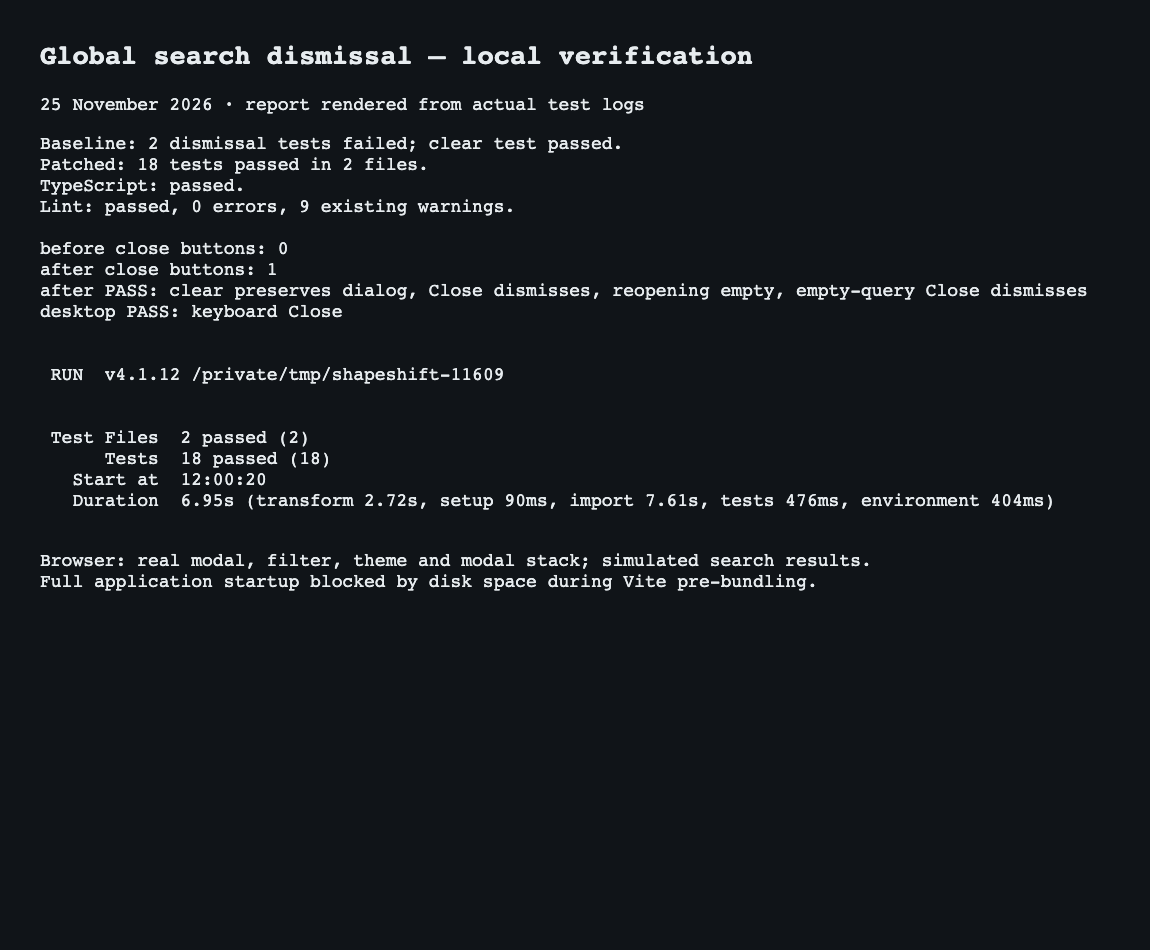 Global search dismissal — local verification
25 November 2026 · report rendered from actual test logs
Baseline: 2 dismissal tests failed; clear test passed.
Patched: 18 tests passed in 2 files.
TypeScript: passed.
Lint: passed, 0 errors, 9 existing warnings.
before close buttons: 0
after close buttons: 1
after PASS: clear preserves dialog, Close dismisses, reopening empty, empty-query Close dismisses
desktop PASS: keyboard Close
RUN v4.1.12 /private/tmp/shapeshift-11609
Test Files 2 passed (2)
Tests 18 passed (18)
Start at 12:00:20
Duration 6.95s (transform 2.72s, setup 90ms, import 7.61s, tests 476ms, environment 404ms)
Browser: real modal, filter, theme and modal stack; simulated search results.
Full application startup blocked by disk space during Vite pre-bundling.